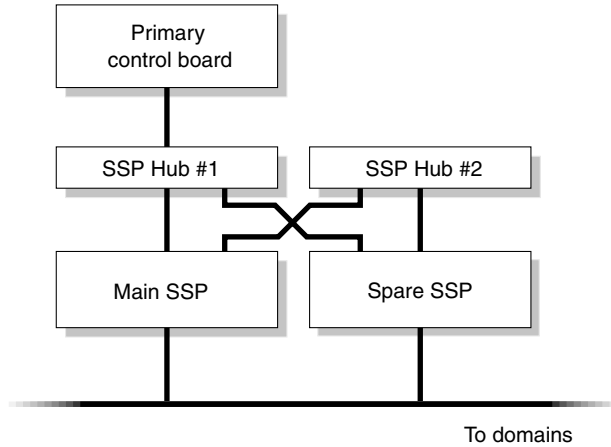 Primary
control board
SSP Hub #1
SSP Hub #2
Main SSP
Spare SSP
To domains